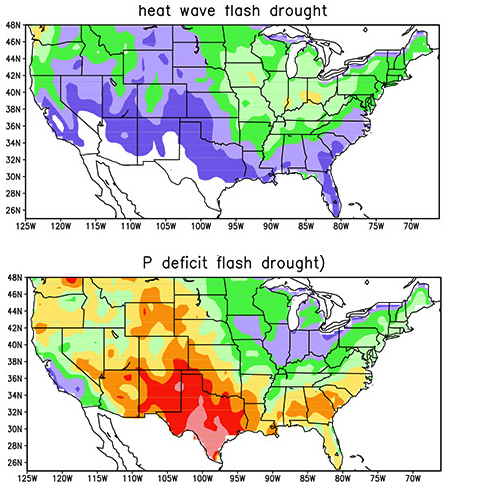 heat wave flash drought
48N
46N
44N
42N
40N
38N
36N
34N
32N
30N
28N
26N
125W 120W 115W 110W 105W 100W 95W 90W 85W 80W 75W 70W
P deficit flash drought)
48N
46N
44N
42N
40N
38N
36N
34N
32N
30N
28N
26N
125W 120W 115W 110W 105W 100W 95W 90W 85W 80W 75W 70W